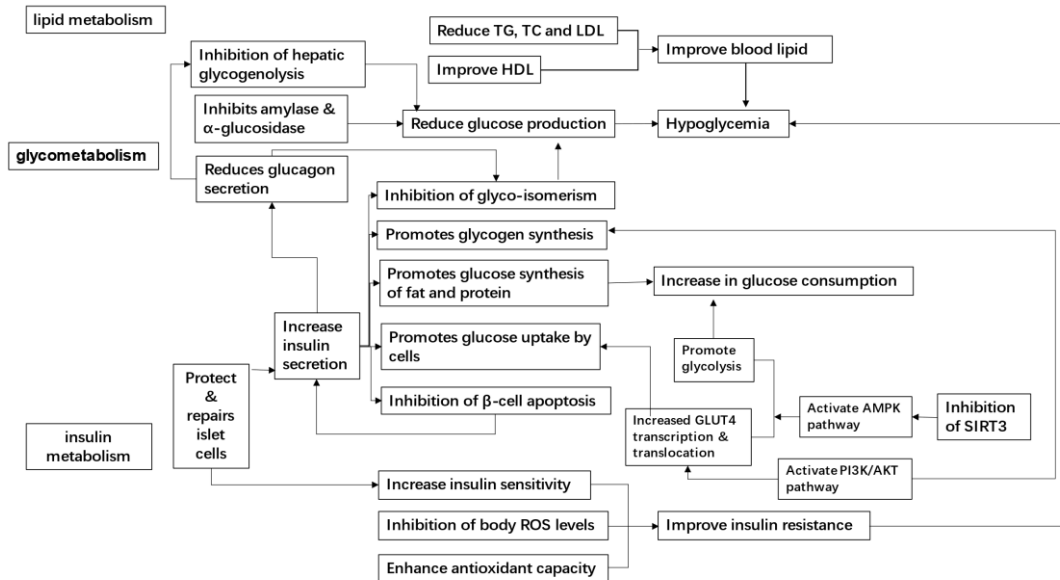 lipid metabolism
Reduce TG, TC and LDL
Improve blood lipid
Inhibition of hepatic
glycogenolysis
Improve HDL
Inhibits amylase &
α-glucosidase
Reduce glucose production
Hypoglycemia
glycometabolism
Reduces glucagon
secretion
Inhibition of glyco-isomerism
Promotes glycogen synthesis
Promotes glucose synthesis
of fat and protein
Increase in glucose consumption
Increase
insulin
secretion
Promotes glucose uptake by
cells
Promote
glycolysis
Protect
&
repairs
islet
cells
Inhibition of β-cell apoptosis
Increased GLUT4
transcription &
translocation
Activate AMPK
pathway
Inhibition
of SIRT3
insulin
metabolism
Activate PI3K/AKT
pathway
Increase insulin sensitivity
Inhibition of body ROS levels
Improve insulin resistance
Enhance antioxidant capacity